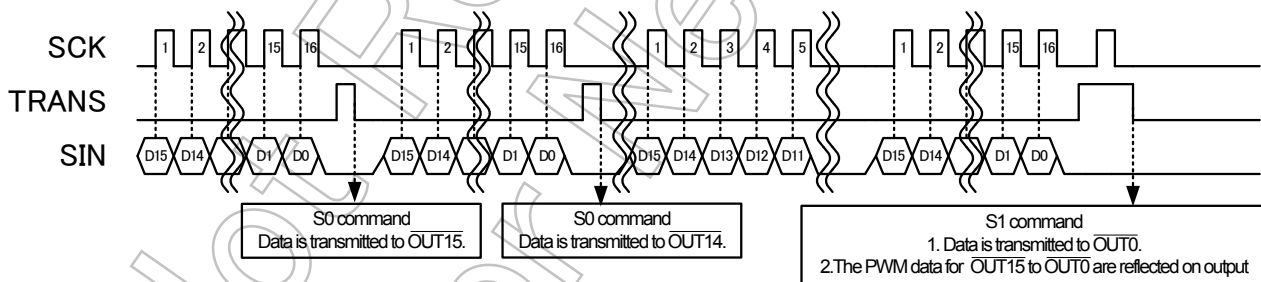 SCK 1 2 15 16 1 2 15 16 1 2 3 4 5 1 2 15 16
TRANS
SIN D15 D14 D1 D0 D15 D14 D1 D0 D15 D14 D13 D12 D11 D15 D14 D1 D0
S0 command
Data is transmitted to OUT15.
S0 command
Data is transmitted to OUT14.
S1 command
1. Data is transmitted to OUT0.
2.The PWM data for OUT15 to OUT0 are reflected on output